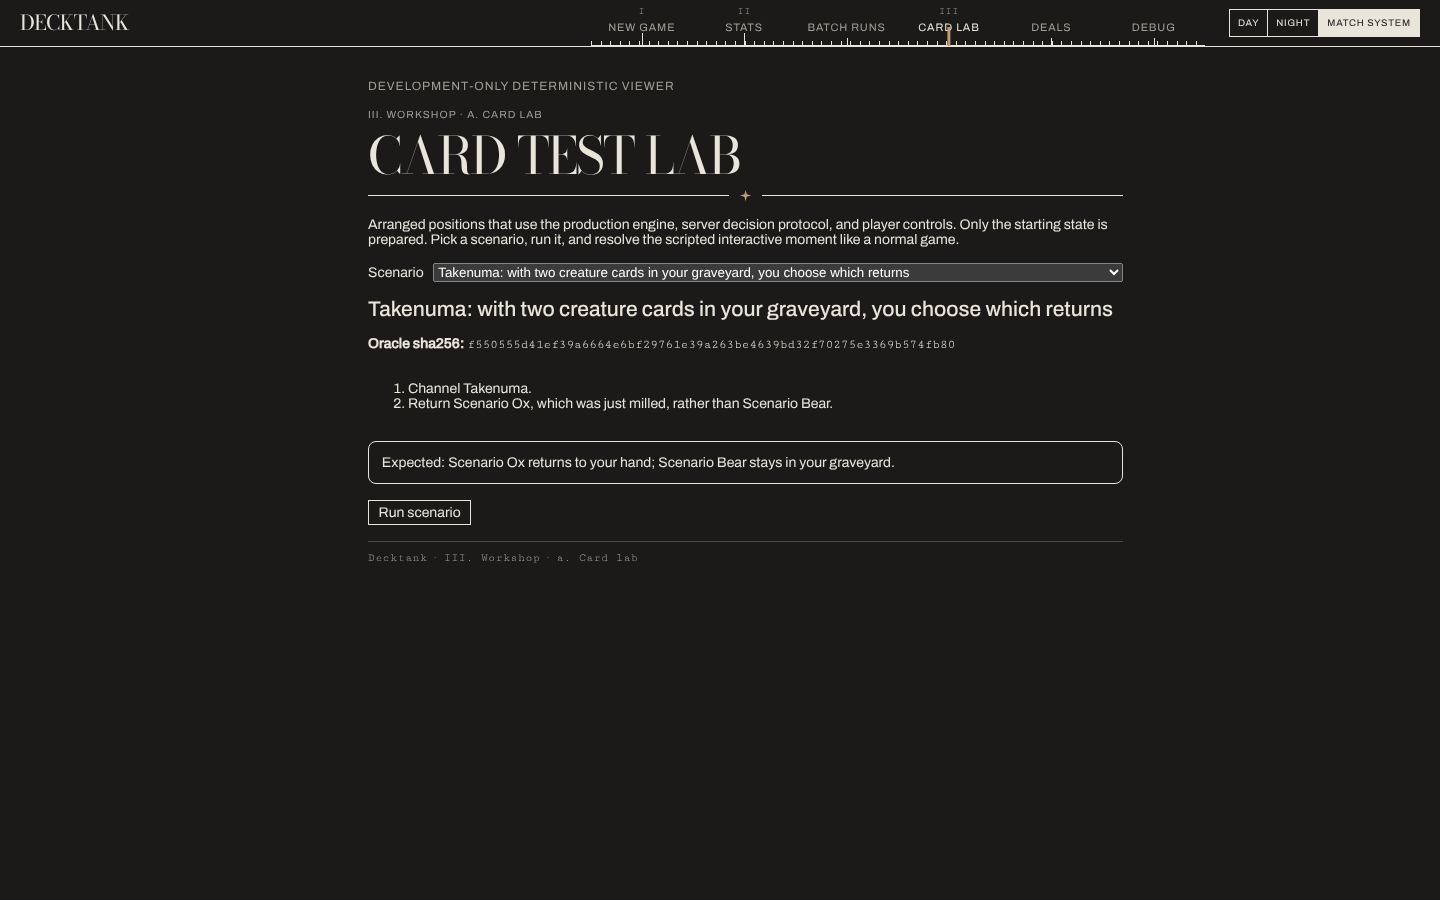 DECKTANK
I
NEW GAME
II
STATS
BATCH RUNS
III
CARD LAB
DEALS
DEBUG
DAY
NIGHT
MATCH SYSTEM
DEVELOPMENT-ONLY DETERMINISTIC VIEWER
III. WORKSHOP · A. CARD LAB
CARD TEST LAB
Arranged positions that use the production engine, server decision protocol, and player controls. Only the starting state is
prepared. Pick a scenario, run it, and resolve the scripted interactive moment like a normal game.
Scenario
Takenuma: with two creature cards in your graveyard, you choose which returns
Takenuma: with two creature cards in your graveyard, you choose which returns
Oracle sha256: f550555d41ef39a6664e6bf29761e39a263be4639bd32f70275e3369b574fb80
1. Channel Takenuma.
2. Return Scenario Ox, which was just milled, rather than Scenario Bear.
Expected: Scenario Ox returns to your hand; Scenario Bear stays in your graveyard.
Run scenario
Decktank · III. Workshop · a. Card lab